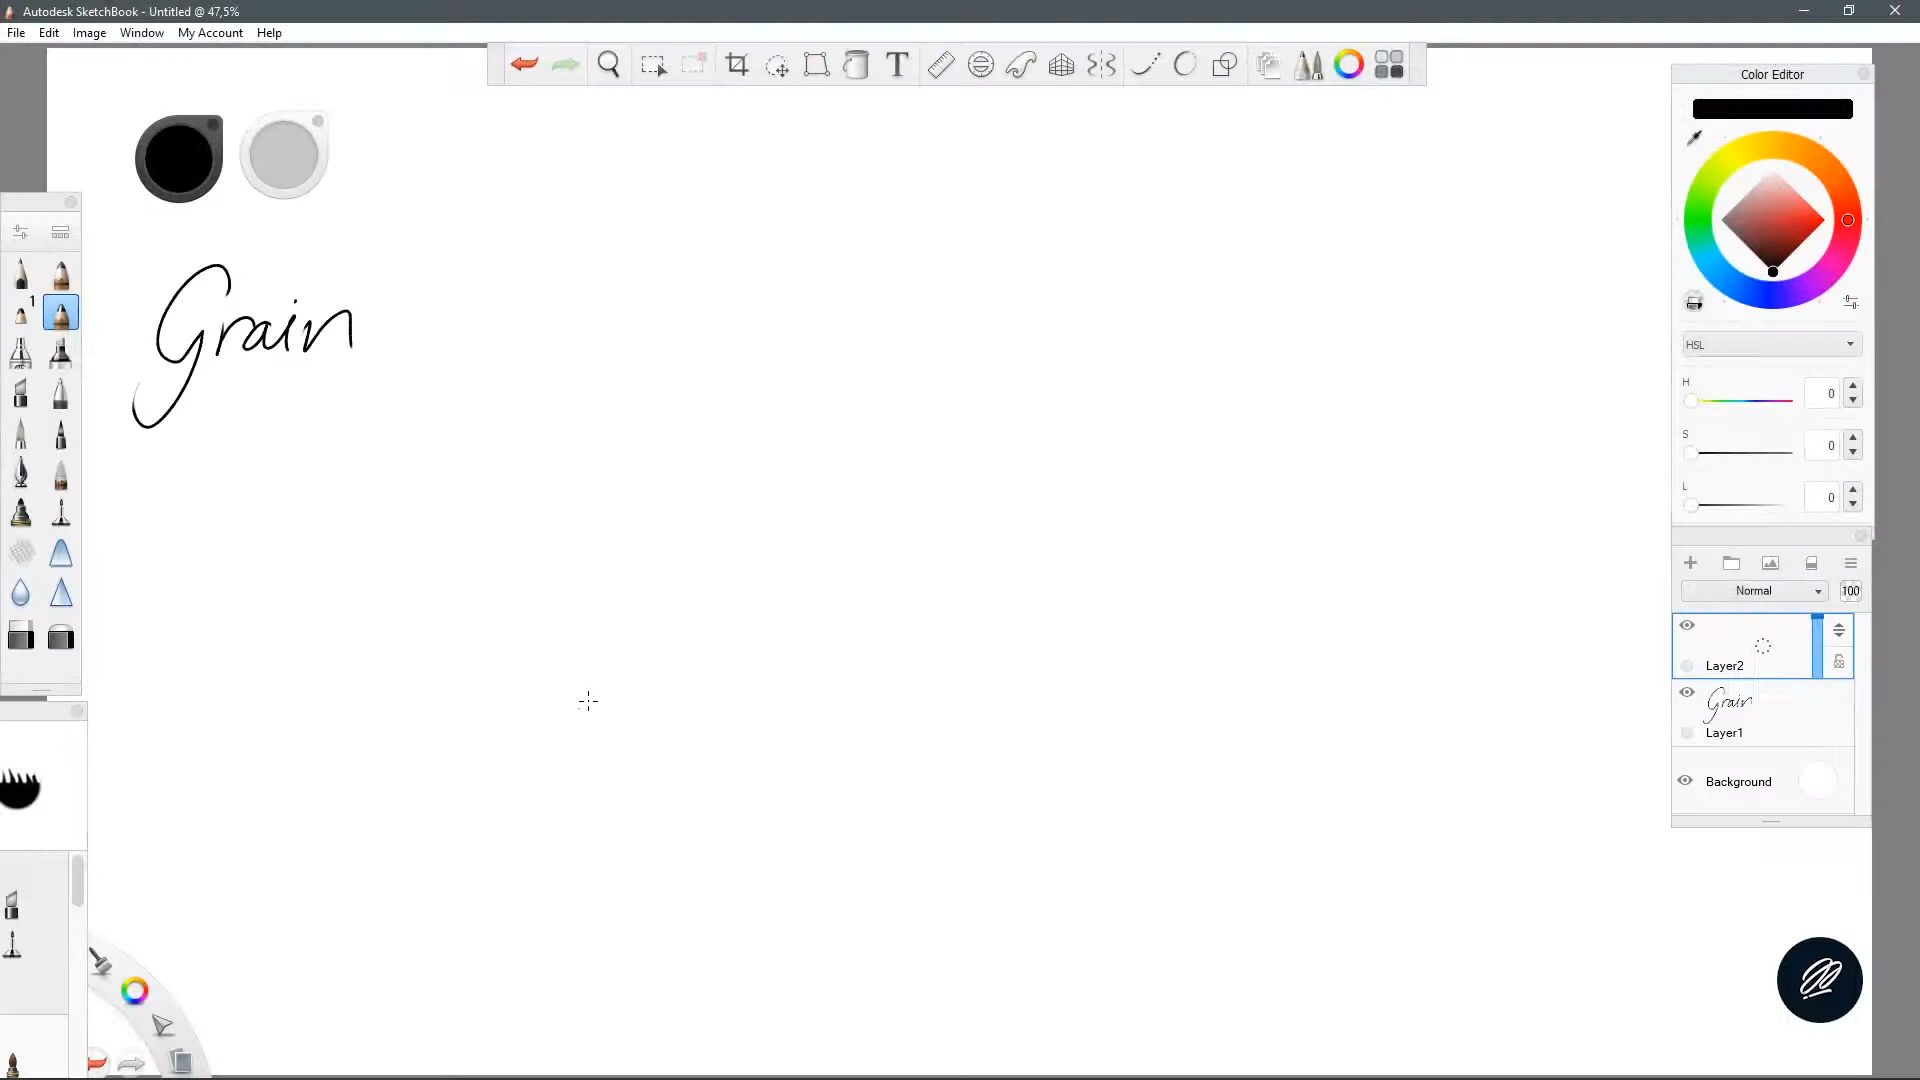 Autodesk SketchBook - Untitled @ 47,5%
File Edit Image Window My Account Help
T
Color Editor
Grain
1
HSL
H 0
S 0
L 0
Normal 100
Layer2
Grain
Layer1
Background